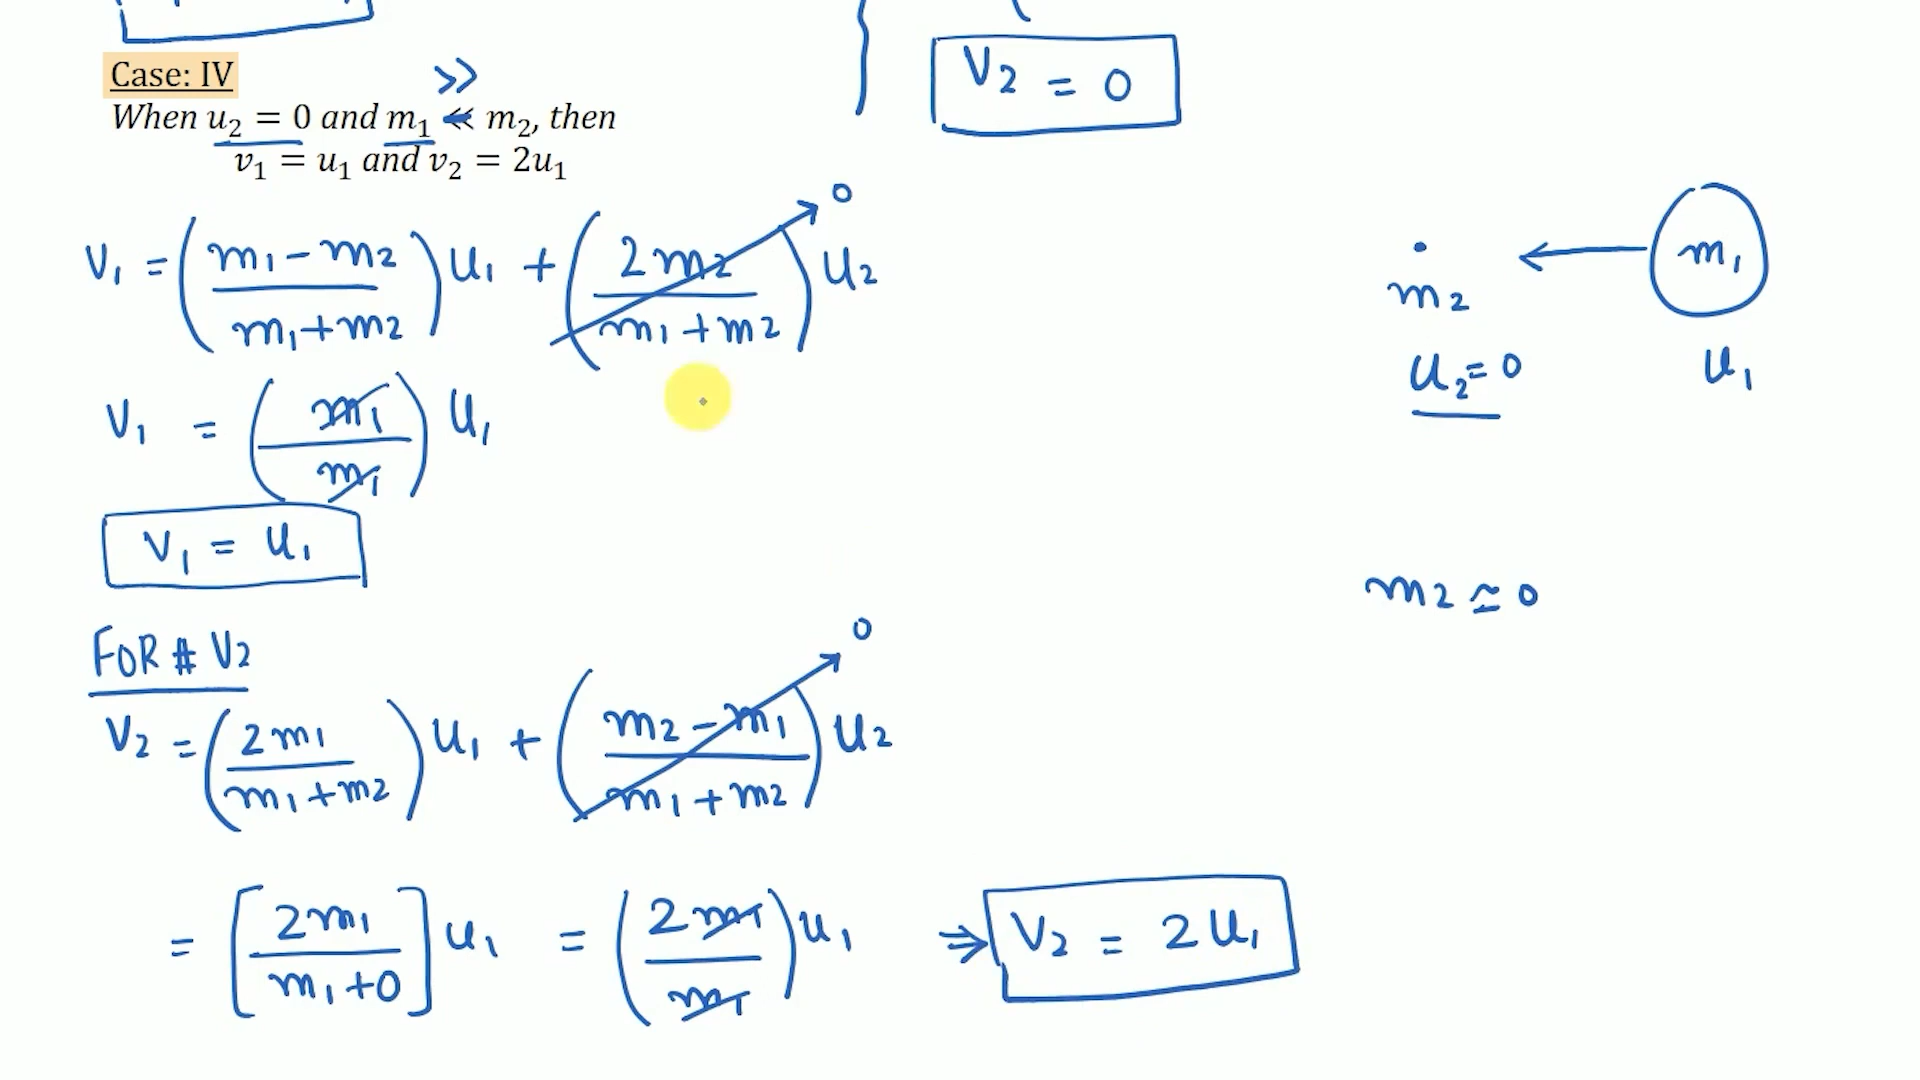 V2 = 0
Case: IV
>>
When u₂ = 0 and m₁ ≪ m₂, then
v₁ = u₁ and v₂ = 2u₁
V₁ = (m₁ - m₂ / m₁ + m₂) U₁ + (2m₂ / m₁ + m₂) U₂ 0
m₂ m₁
U₂ = 0 U₁
V₁ = (m₁ / m₁) U₁
V₁ = U₁
m₂ ≃ 0
FOR # V2
V₂ = (2m₁ / m₁ + m₂) U₁ + (m₂ - m₁ / m₁ + m₂) U₂ 0
= [2m₁ / m₁ + 0] U₁ = (2m₁ / m₁) U₁ ⇒ V₂ = 2U₁